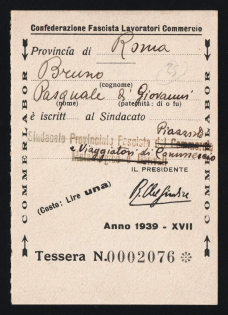 Confederazione Fascista Lavoratori Commercio
Provincia di Roma
Bruno
(cognome)
Pasquale di Giovanni
(nome) (paternità: di o fu)
è iscritt al Sindacato
Sindacato Provinciale Fascista
e Viaggiatori di Commercio
IL PRESIDENTE
(Costo: Lire una)
Anno 1939 - XVII
Tessera N. 0002076
COMMERLABOR
COMMERLABOR